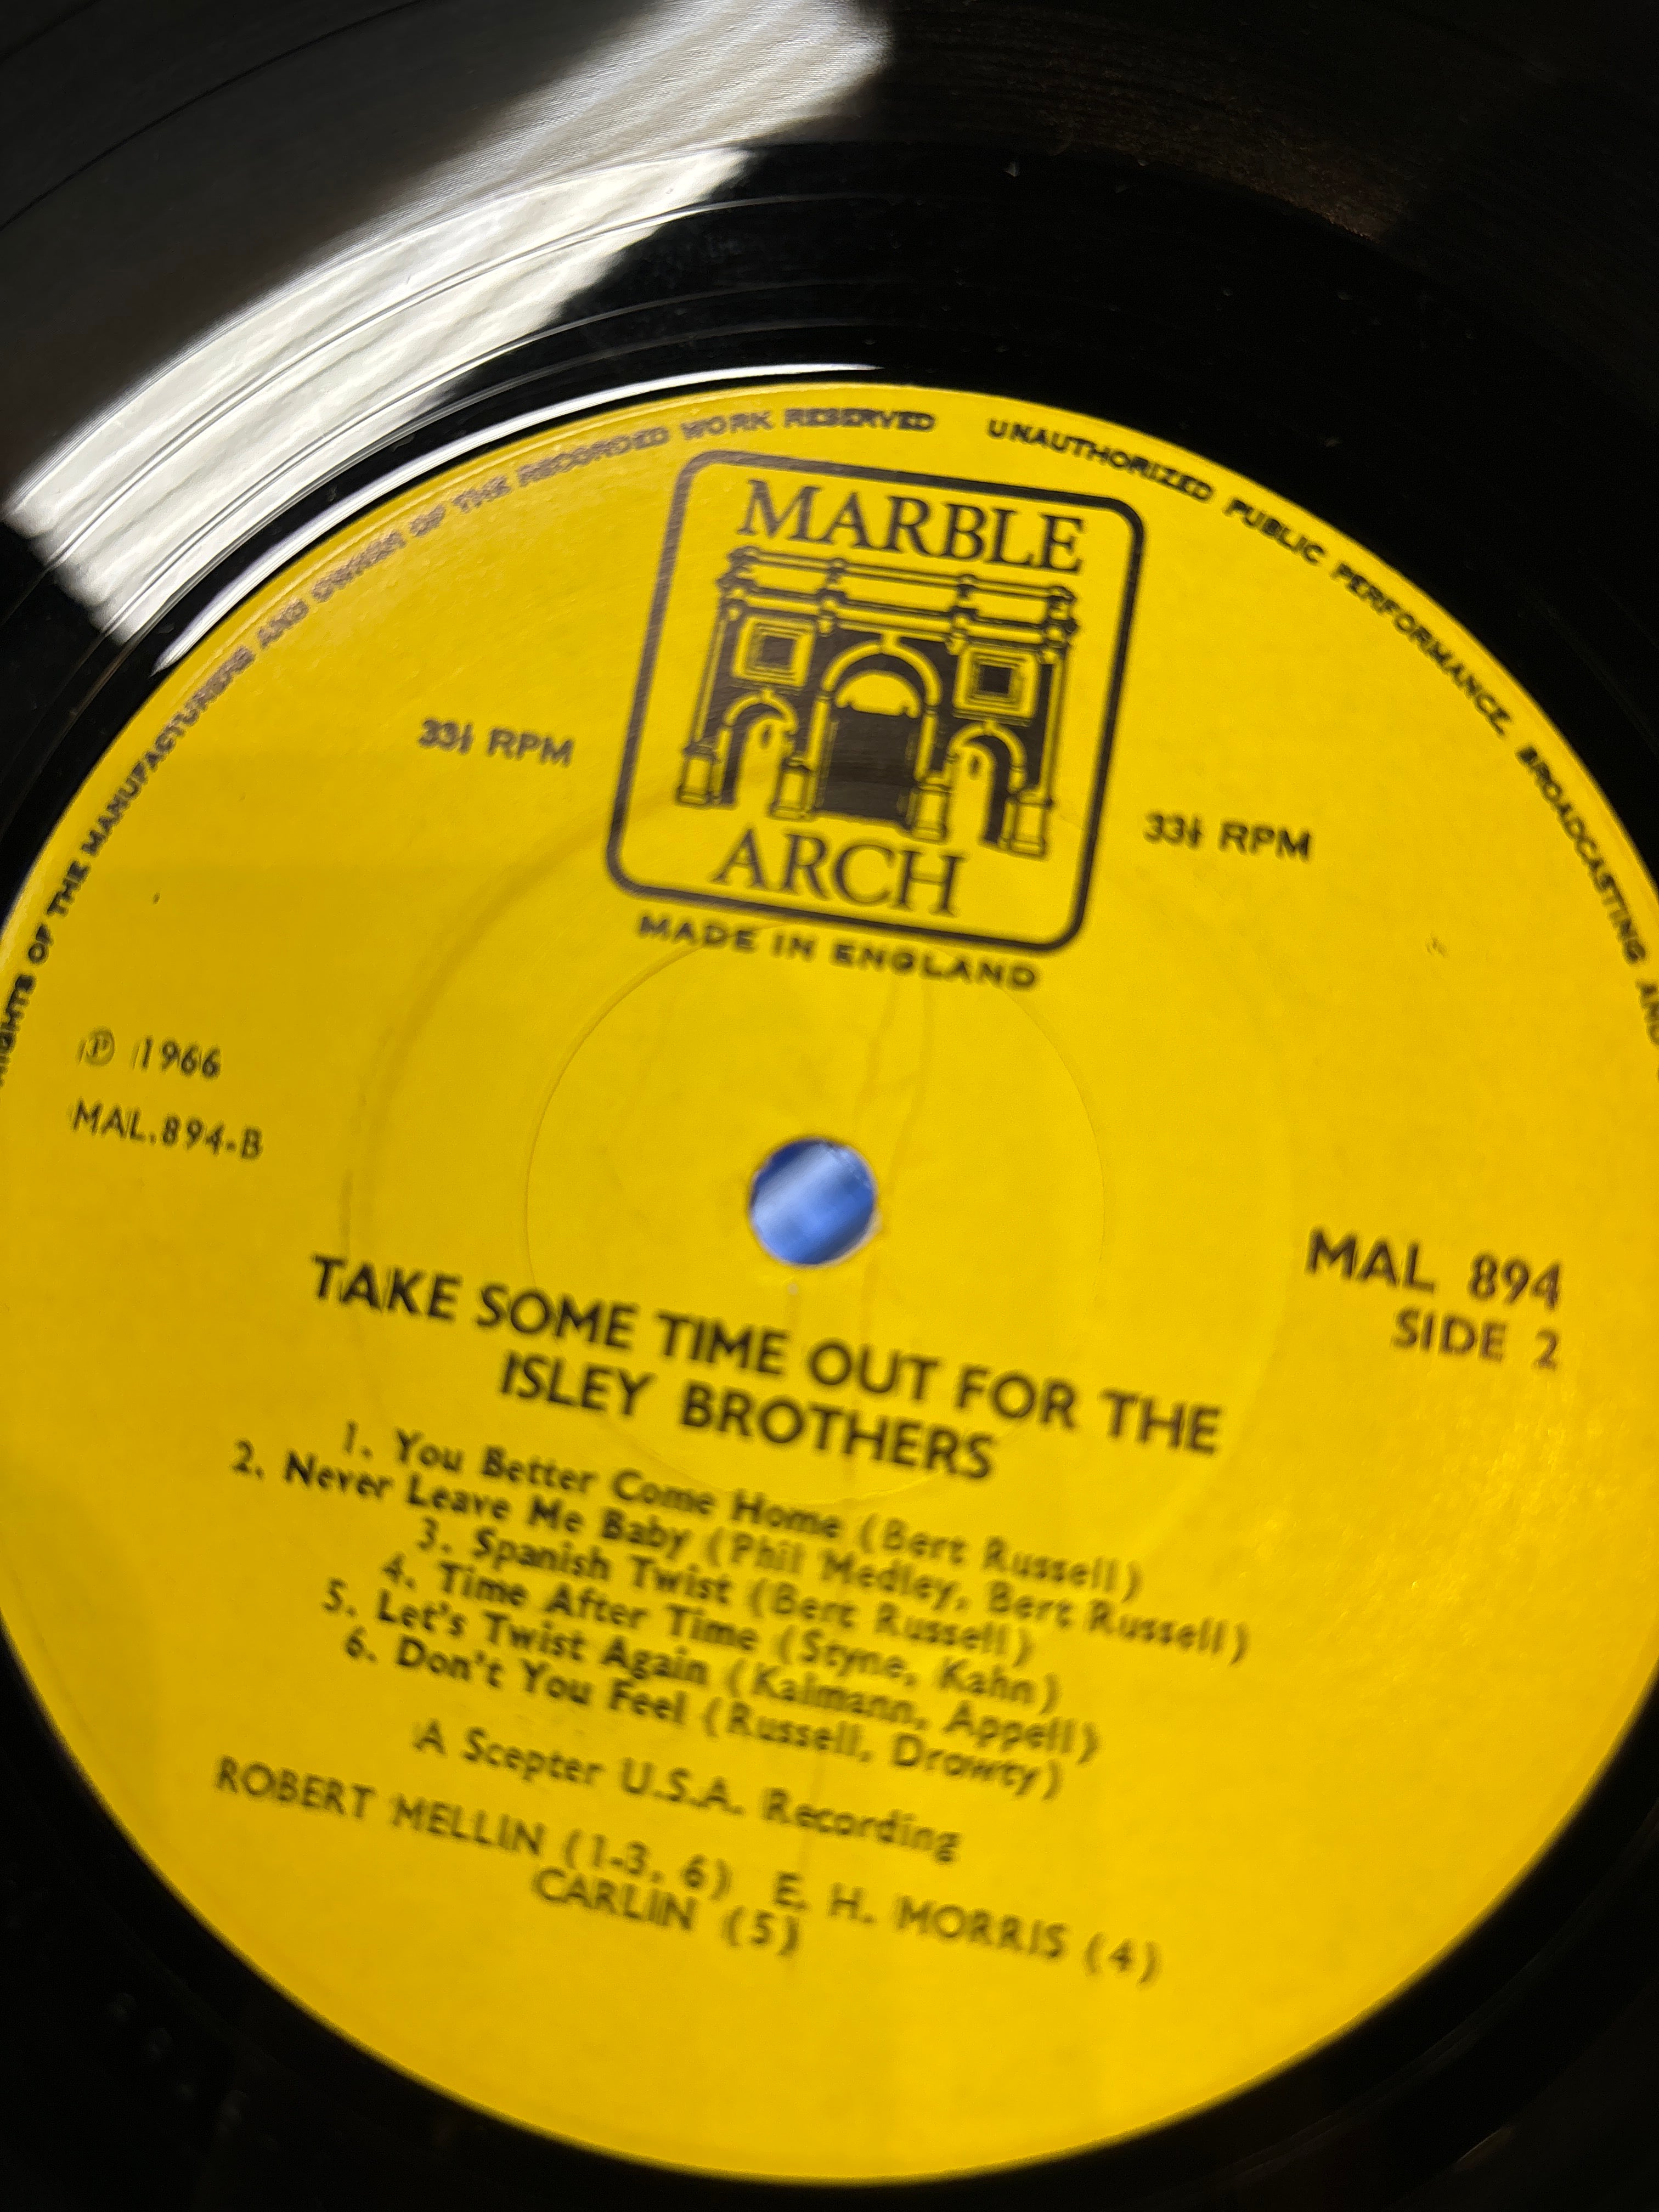 RIGHTS OF THE MANUFACTURERS AND OWNER OF THE RECORDED WORK RESERVED UNAUTHORIZED PUBLIC PERFORMANCE, BROADCASTING AND
MARBLE
ARCH
MADE IN ENGLAND
33⅓ RPM
33⅓ RPM
℗ 1966
MAL.894-B
MAL 894
SIDE 2
TAKE SOME TIME OUT FOR THE
ISLEY BROTHERS
1. You Better Come Home (Bert Russell)
2. Never Leave Me Baby (Phil Medley, Bert Russell)
3. Spanish Twist (Bert Russell)
4. Time After Time (Styne, Kahn)
5. Let's Twist Again (Kalmann, Appell)
6. Don't You Feel (Russell, Drowty)
A Scepter U.S.A. Recording
ROBERT MELLIN (1-3, 6) E. H. MORRIS (4)
CARLIN (5)